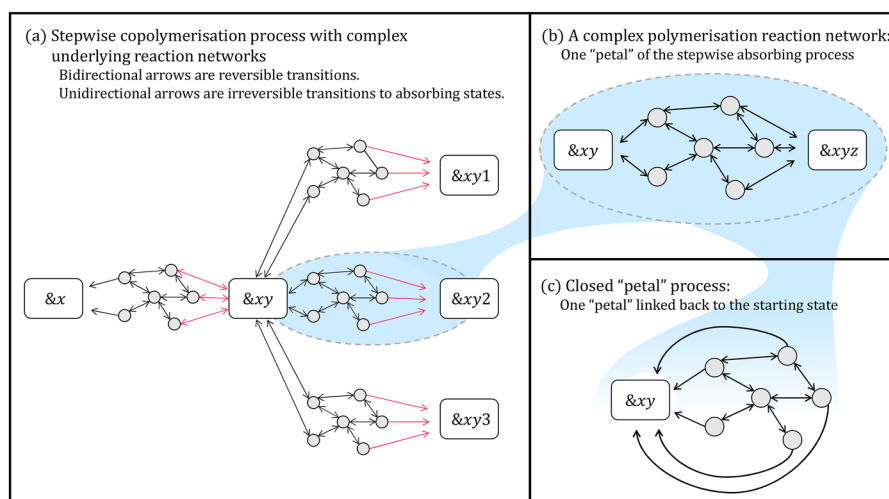 (a) Stepwise copolymerisation process with complex
underlying reaction networks
Bidirectional arrows are reversible transitions.
Unidirectional arrows are irreversible transitions to absorbing states.
&xy1
&x
&xy
&xy2
&xy3
(b) A complex polymerisation reaction network:
One “petal” of the stepwise absorbing process
&xy
&xyz
(c) Closed “petal” process:
One “petal” linked back to the starting state
&xy